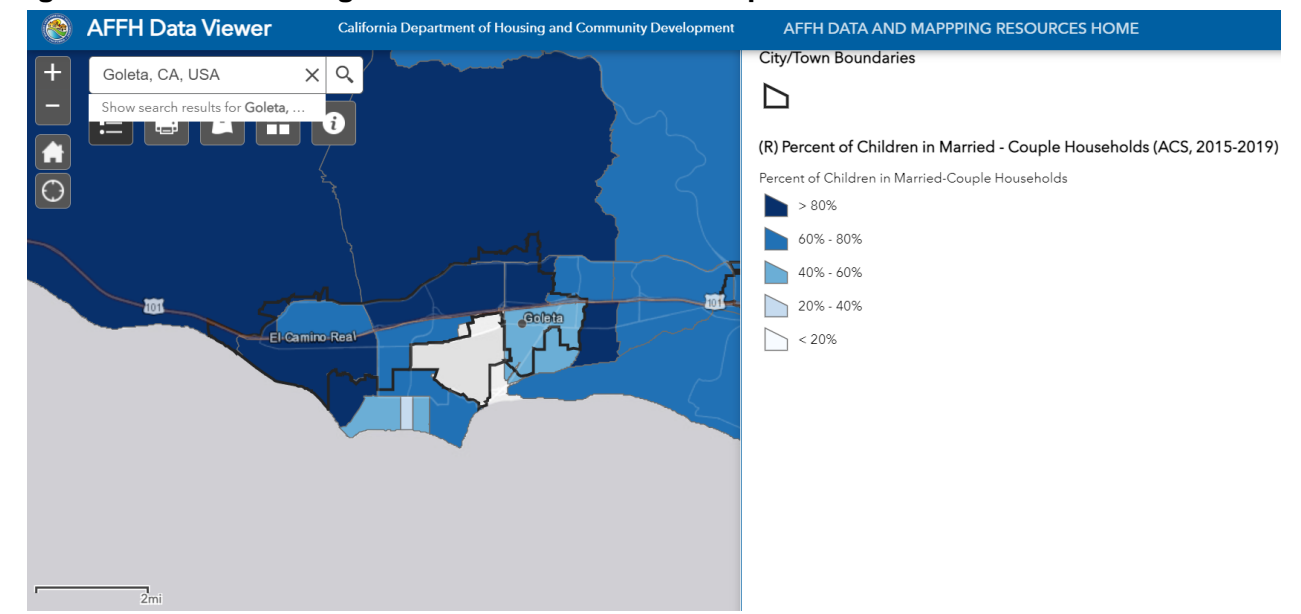 AFFH Data Viewer
California Department of Housing and Community Development
AFFH DATA AND MAPPPING RESOURCES HOME
Goleta, CA, USA
Show search results for Goleta, ...
City/Town Boundaries
(R) Percent of Children in Married - Couple Households (ACS, 2015-2019)
Percent of Children in Married-Couple Households
> 80%
60% - 80%
40% - 60%
20% - 40%
< 20%
101
101
Goleta
El Camino Real
2mi